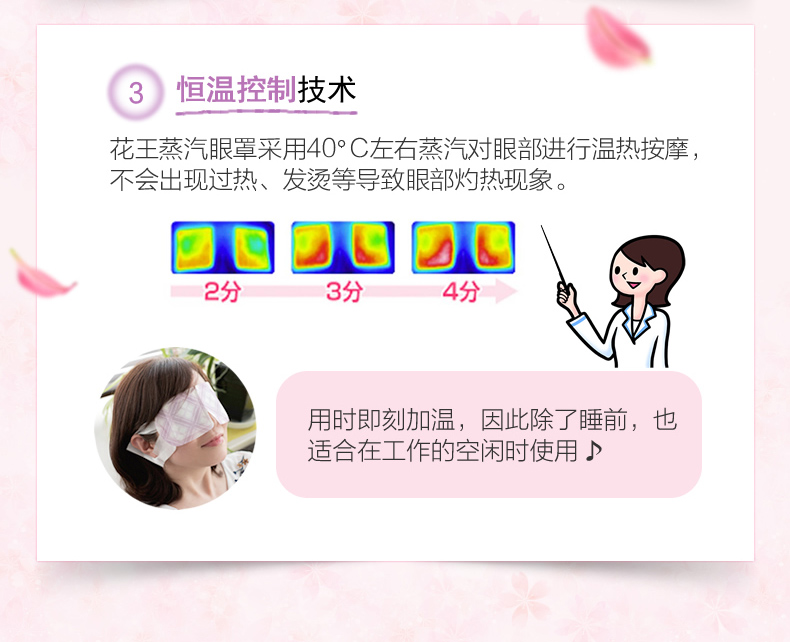 3 恒温控制技术
花王蒸汽眼罩采用40°C左右蒸汽对眼部进行温热按摩，
不会出现过热、发烫等导致眼部灼热现象。
2分 3分 4分
用时即刻加温，因此除了睡前，也
适合在工作的空闲时使用♪